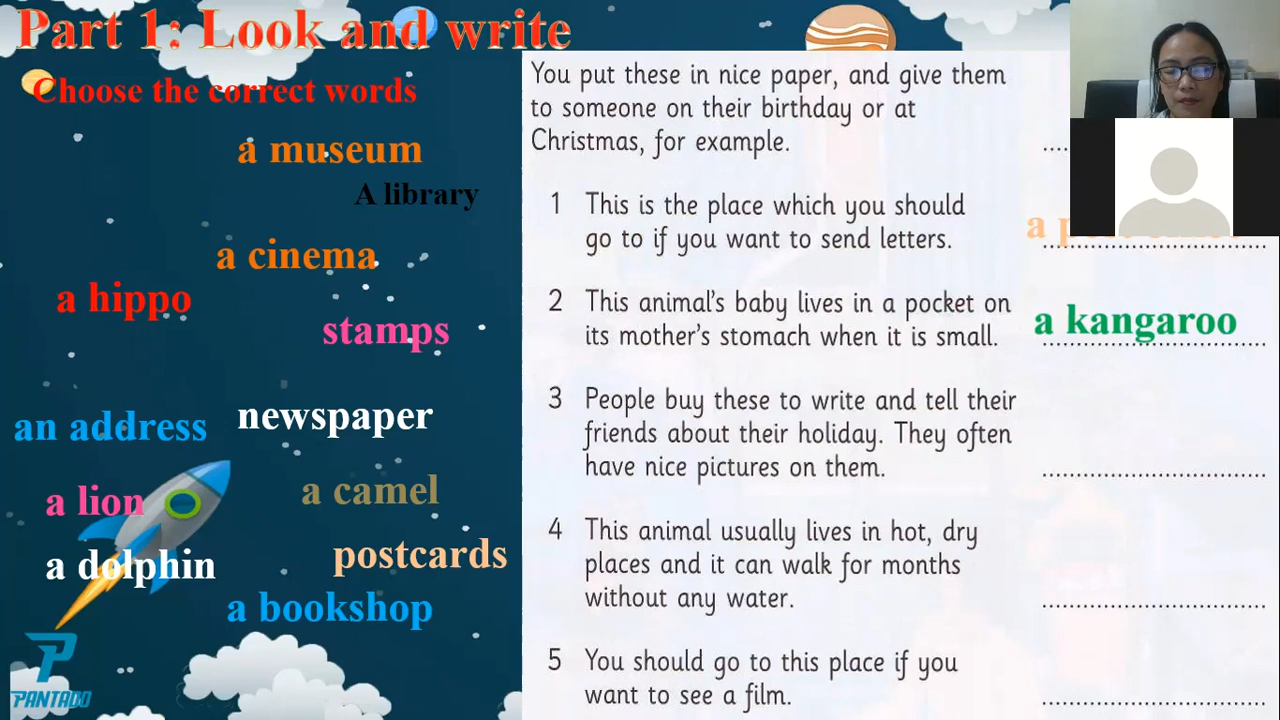 Part 1: Look and write
Choose the correct words
a museum
A library
a cinema
a hippo
stamps
an address
newspaper
a lion
a camel
a dolphin
postcards
a bookshop
PANTADO
You put these in nice paper, and give them
to someone on their birthday or at
Christmas, for example.
....
1 This is the place which you should
go to if you want to send letters.
a
2 This animal's baby lives in a pocket on
its mother's stomach when it is small.
a kangaroo
3 People buy these to write and tell their
friends about their holiday. They often
have nice pictures on them.
4 This animal usually lives in hot, dry
places and it can walk for months
without any water.
5 You should go to this place if you
want to see a film.